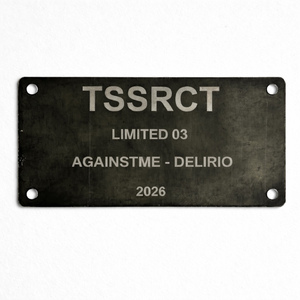 TSSRCT
LIMITED 03
AGAINSTME - DELIRIO
2026